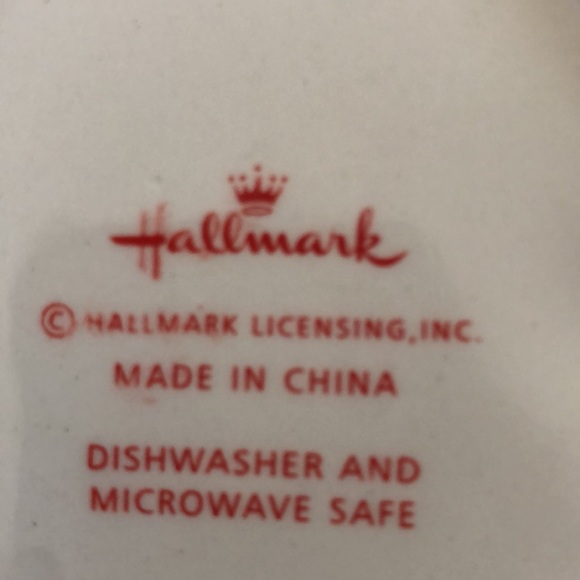 Hallmark
© HALLMARK LICENSING, INC.
MADE IN CHINA
DISHWASHER AND
MICROWAVE SAFE